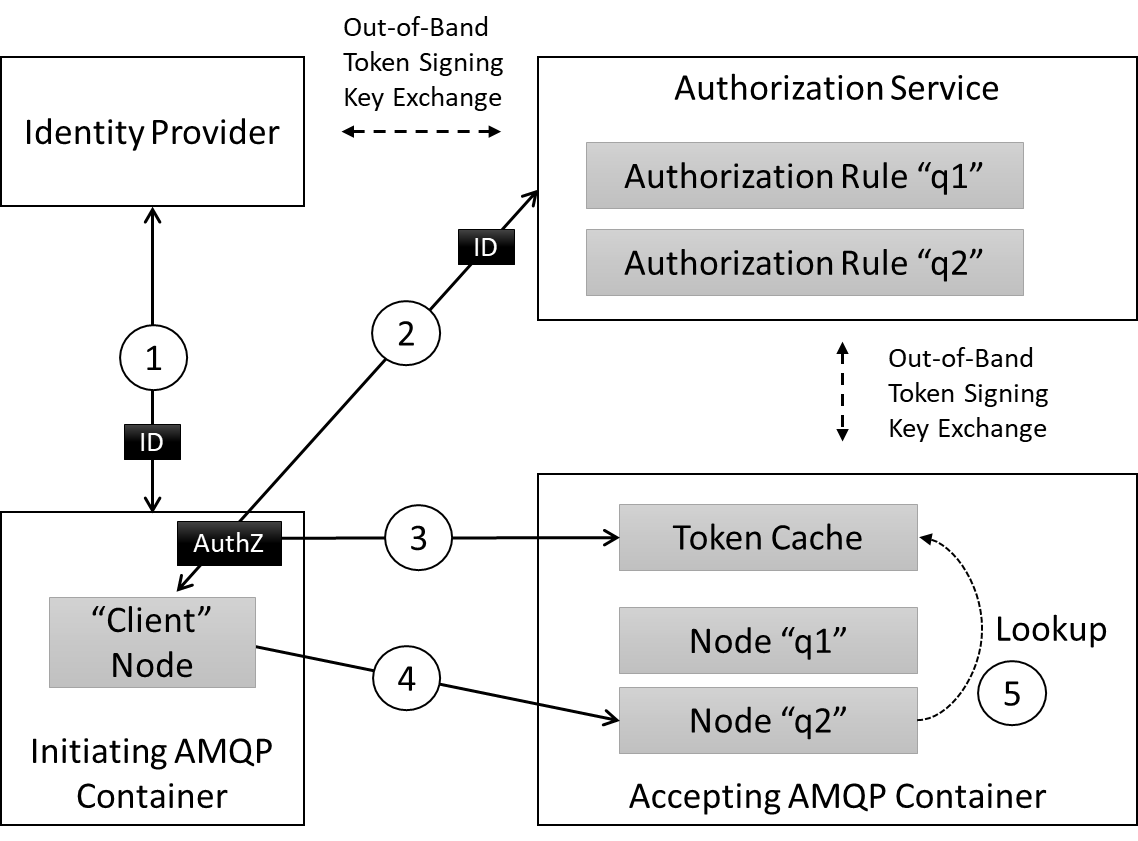 Out-of-Band
Token Signing
Key Exchange
Identity Provider
Authorization Service
Authorization Rule “q1”
Authorization Rule “q2”
ID
2
1
ID
Out-of-Band
Token Signing
Key Exchange
AuthZ
3
Token Cache
“Client”
Node
4
Node “q1”
Node “q2”
Lookup
5
Initiating AMQP
Container
Accepting AMQP Container